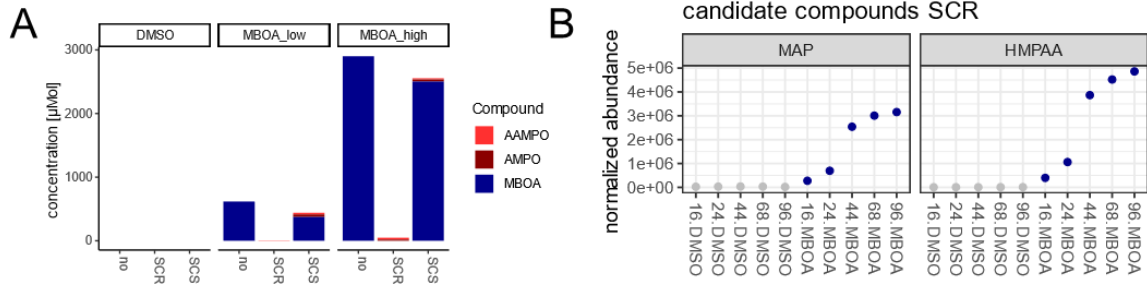 A
DMSO
MBOA_low
MBOA_high
concentration [µMol]
3000
2000
1000
0
no
SCR
SCS
no
SCR
SCS
no
SCR
SCS
Compound
AAMPO
AMPO
MBOA
B
candidate compounds SCR
MAP
HMPAA
normalized abundance
5e+06
4e+06
3e+06
2e+06
1e+06
0e+00
16.DMSO
24.DMSO
44.DMSO
68.DMSO
96.DMSO
16.MBOA
24.MBOA
44.MBOA
68.MBOA
96.MBOA
16.DMSO
24.DMSO
44.DMSO
68.DMSO
96.DMSO
16.MBOA
24.MBOA
44.MBOA
68.MBOA
96.MBOA